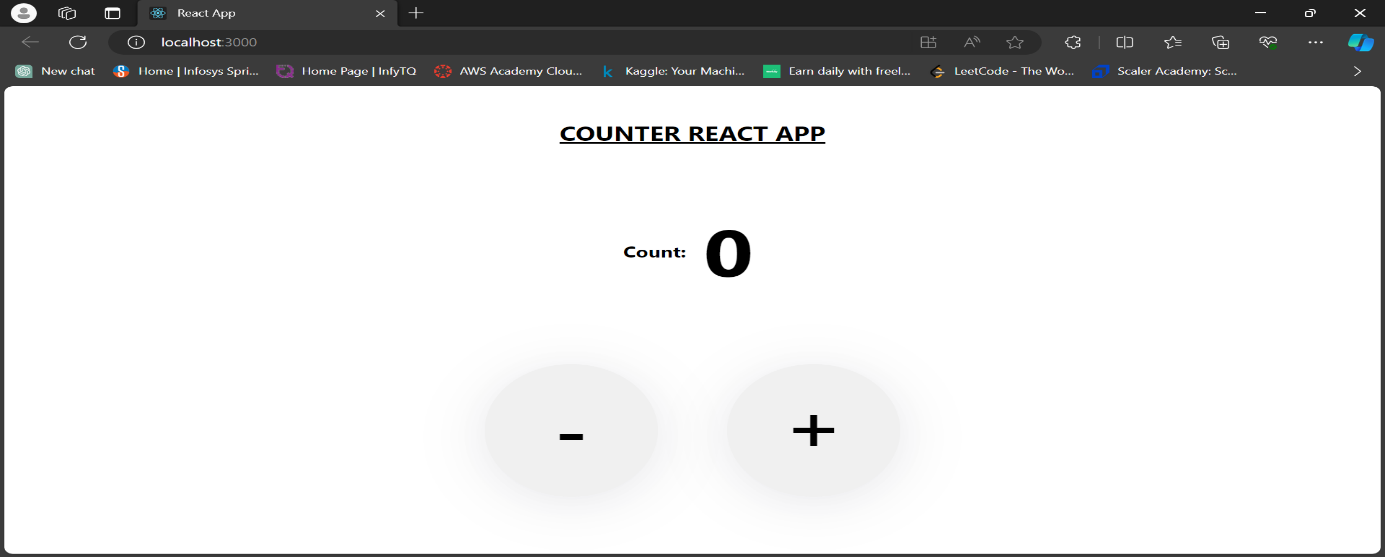 React App
localhost:3000
New chat Home | Infosys Spri... Home Page | InfyTQ AWS Academy Clou... Kaggle: Your Machi... Earn daily with freel... LeetCode - The Wo... Scaler Academy: Sc...
COUNTER REACT APP
Count: 0
- +